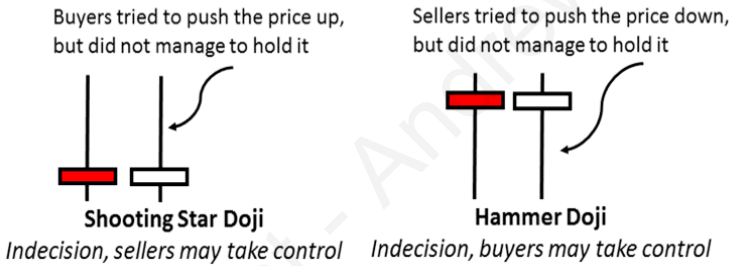 Buyers tried to push the price up,
but did not manage to hold it
Sellers tried to push the price down,
but did not manage to hold it
Shooting Star Doji
Indecision, sellers may take control
Hammer Doji
Indecision, buyers may take control